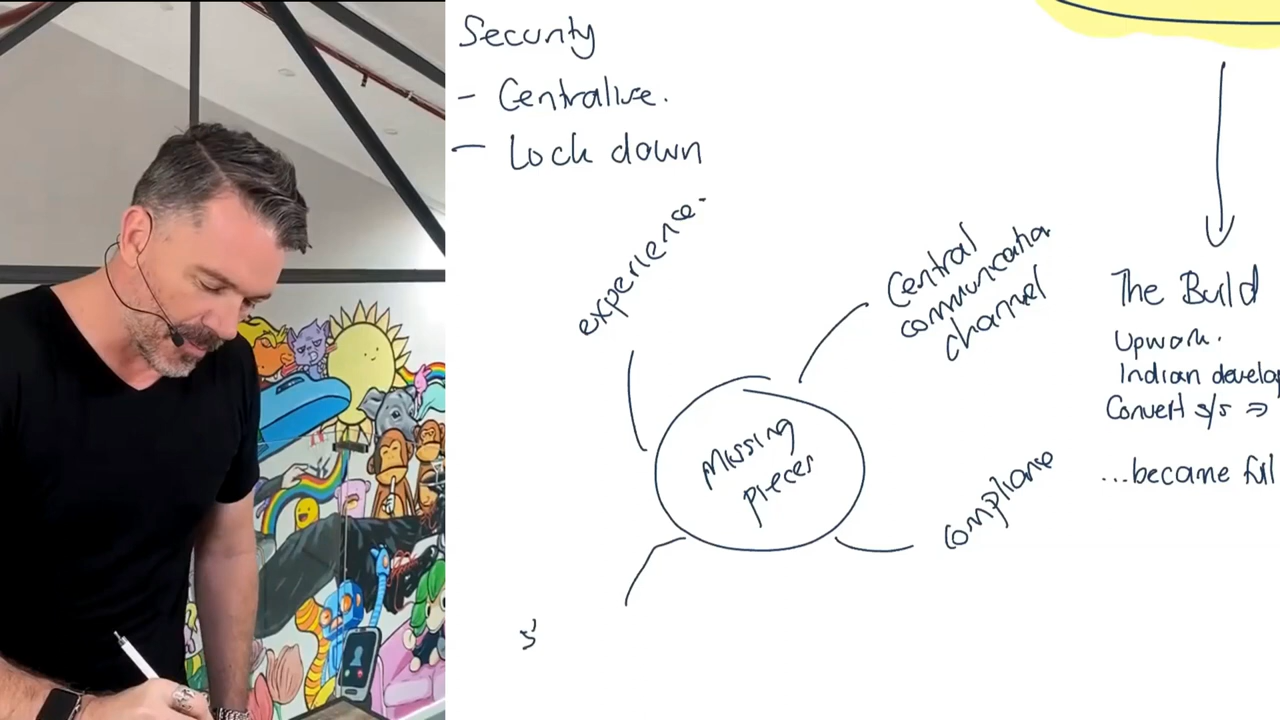 Security
- Centralise.
- Lock down
experience.
Central
communication
channel
Missing
pieces
compliance
The Build
Upwork.
Indian develop
Convert s/s ⇒
...became ful
s